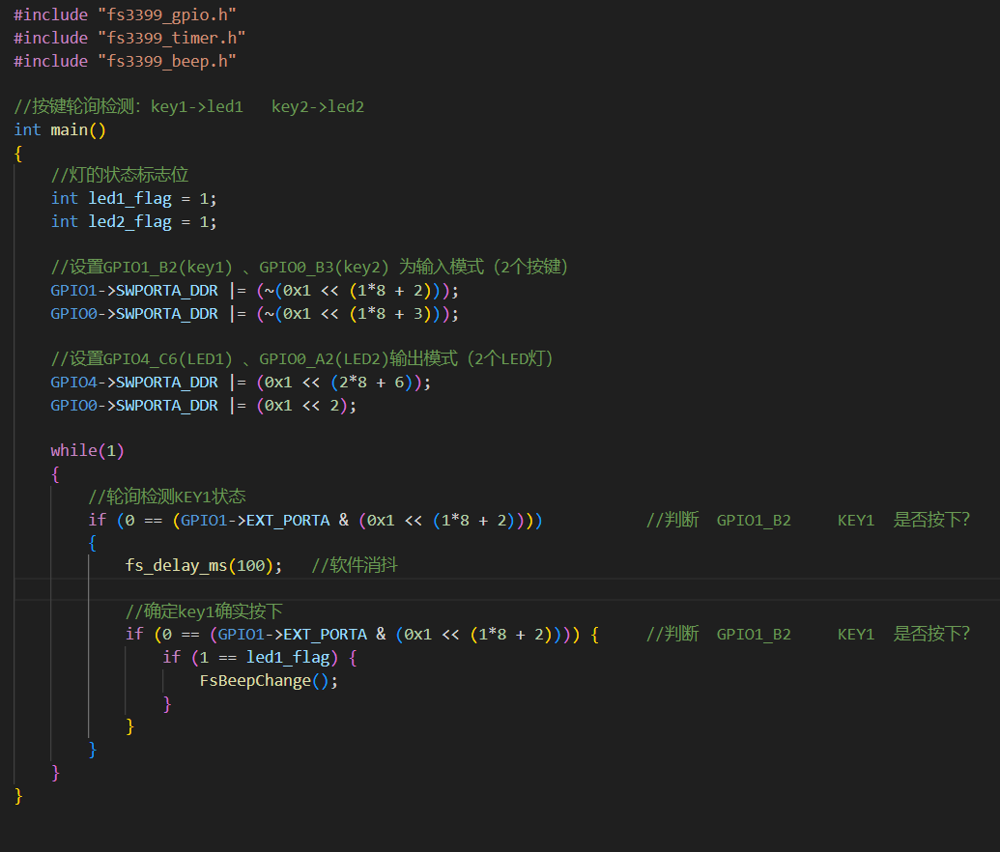 #include "fs3399_gpio.h"
#include "fs3399_timer.h"
#include "fs3399_beep.h"
//按键轮询检测：key1->led1   key2->led2
int main()
{
    //灯的状态标志位
    int led1_flag = 1;
    int led2_flag = 1;
    //设置GPIO1_B2(key1) 、GPIO0_B3(key2) 为输入模式（2个按键）
    GPIO1->SWPORTA_DDR |= (~(0x1 << (1*8 + 2)));
    GPIO0->SWPORTA_DDR |= (~(0x1 << (1*8 + 3)));
    //设置GPIO4_C6(LED1) 、GPIO0_A2(LED2)输出模式（2个LED灯）
    GPIO4->SWPORTA_DDR |= (0x1 << (2*8 + 6));
    GPIO0->SWPORTA_DDR |= (0x1 << 2);
    while(1)
    {
        //轮询检测KEY1状态
        if (0 == (GPIO1->EXT_PORTA & (0x1 << (1*8 + 2))))           //判断  GPIO1_B2     KEY1  是否按下？
        {
            fs_delay_ms(100);   //软件消抖
            //确定key1确实按下
            if (0 == (GPIO1->EXT_PORTA & (0x1 << (1*8 + 2)))) {     //判断  GPIO1_B2     KEY1  是否按下？
                if (1 == led1_flag) {
                    FsBeepChange();
                }
            }
        }
    }
}